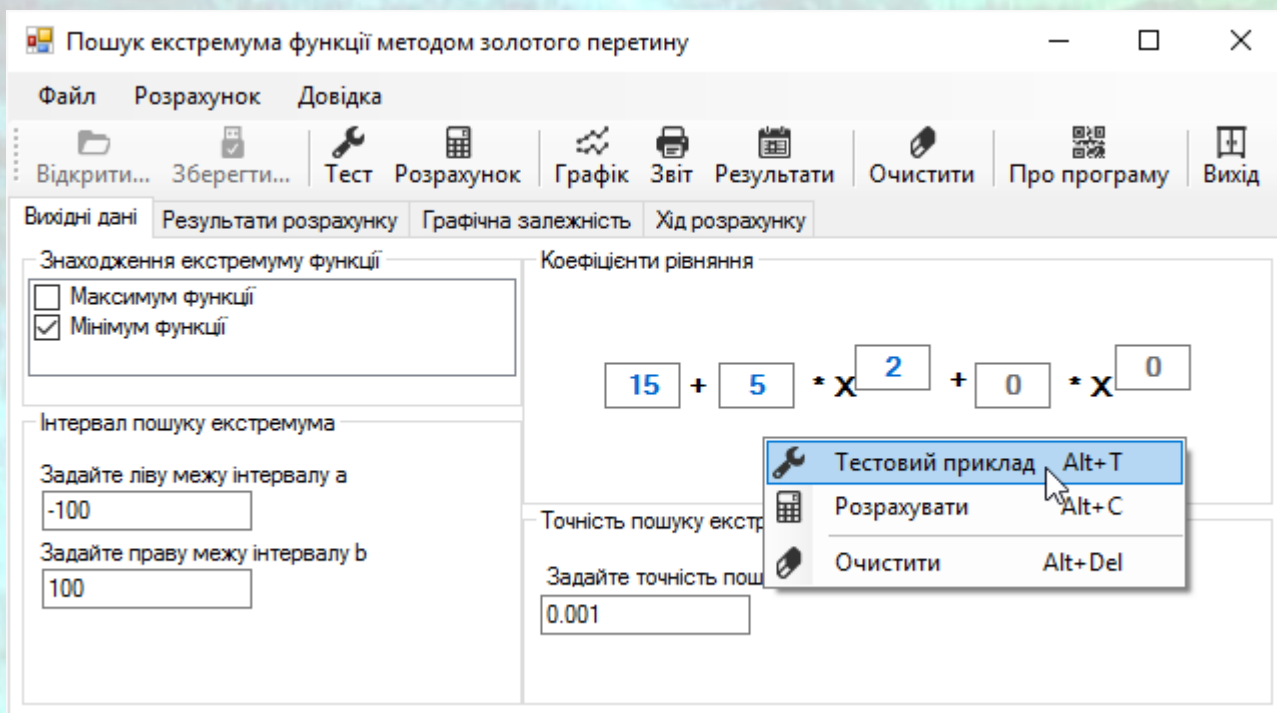 Пошук екстремума функції методом золотого перетину
Файл Розрахунок Довідка
Відкрити... Зберегти... Тест Розрахунок Графік Звіт Результати Очистити Про програму Вихід
Вихідні дані Результати розрахунку Графічна залежність Хід розрахунку
Знаходження екстремуму функції
Максимум функції
Мінімум функції
Коефіцієнти рівняння
15 + 5 * X 2 + 0 * X 0
Інтервал пошуку екстремума
Задайте ліву межу інтервалу a
-100
Задайте праву межу інтервалу b
100
Тестовий приклад Alt+T
Розрахувати Alt+C
Очистити Alt+Del
Точність пошуку екстр
Задайте точність пош
0.001